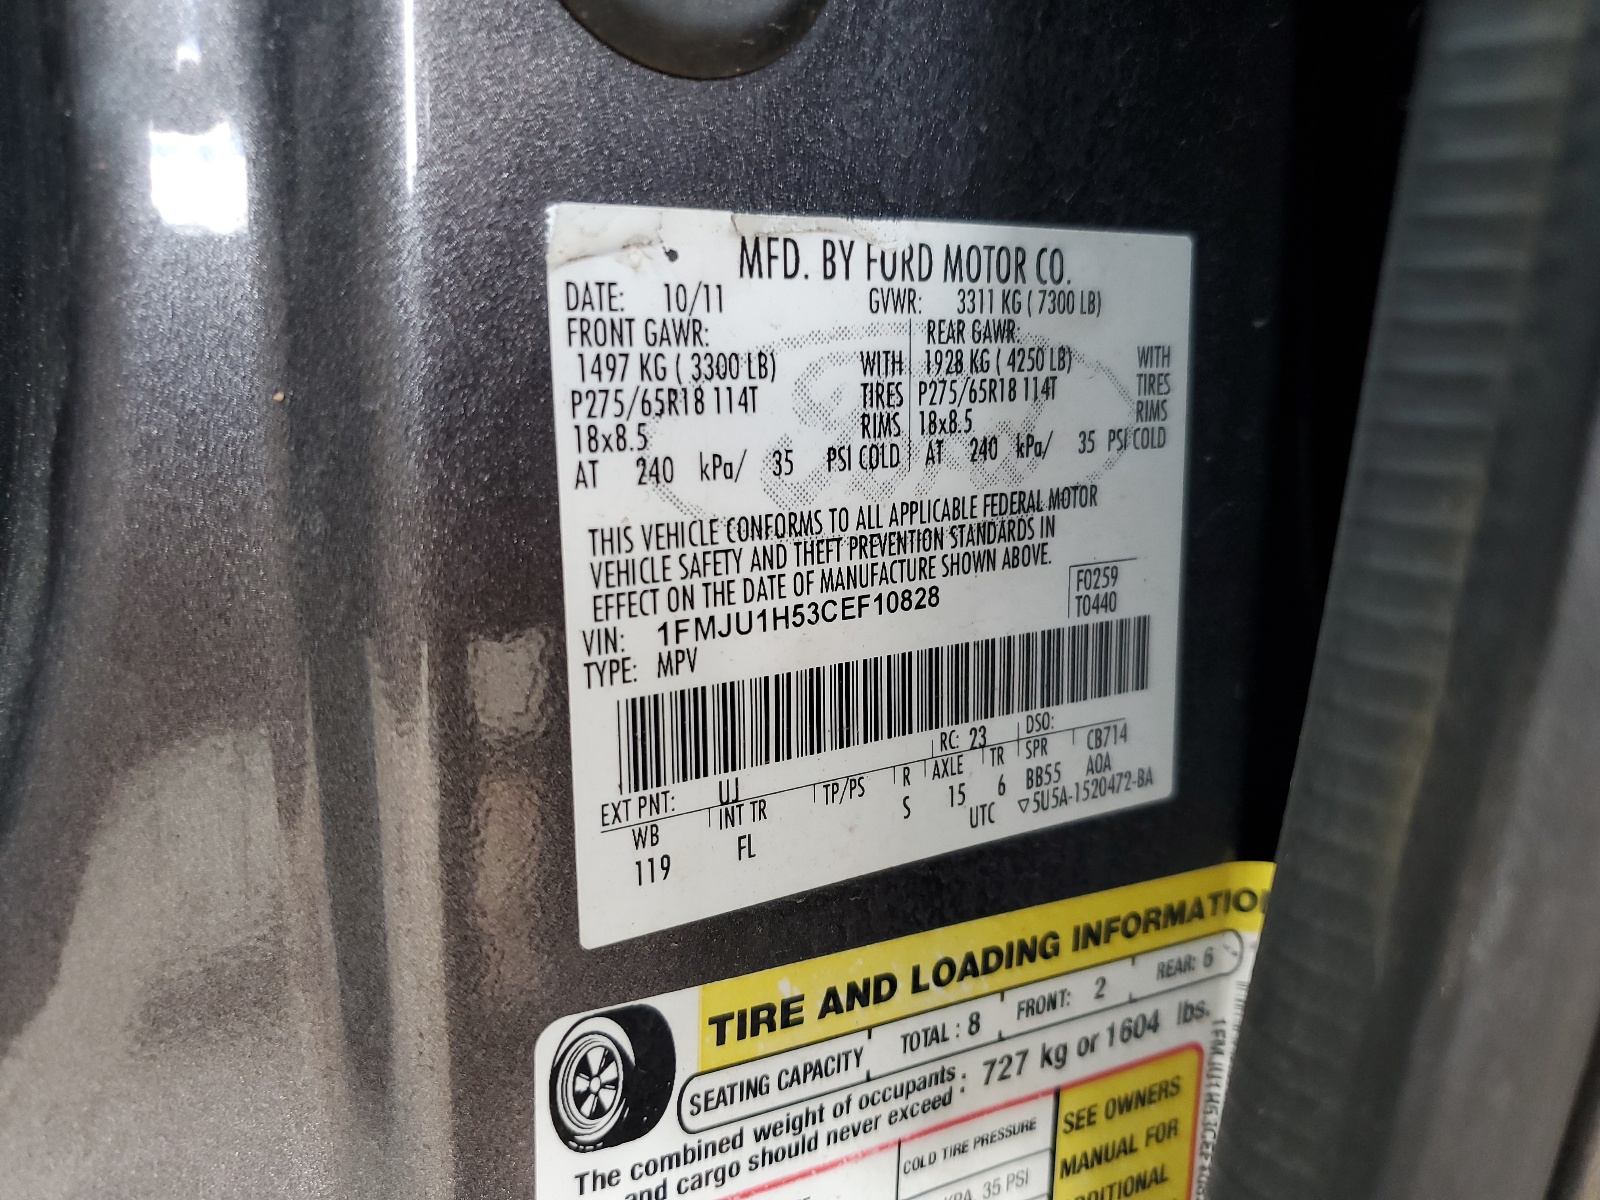 MFD. BY FORD MOTOR CO.
DATE: 10/11 GVWR: 3311 KG ( 7300 LB)
FRONT GAWR: REAR GAWR:
1497 KG ( 3300 LB) WITH 1928 KG ( 4250 LB) WITH
P275/65R18 114T TIRES P275/65R18 114T TIRES
18x8.5 RIMS 18x8.5 RIMS
AT 240 kPa/ 35 PSI COLD AT 240 kPa/ 35 PSI COLD
THIS VEHICLE CONFORMS TO ALL APPLICABLE FEDERAL MOTOR
VEHICLE SAFETY AND THEFT PREVENTION STANDARDS IN
EFFECT ON THE DATE OF MANUFACTURE SHOWN ABOVE.
F0259
VIN: 1FMJU1H53CEF10828 T0440
TYPE: MPV
EXT PNT: UJ RC: 23 DSO: CB714
WB INT TR TP/PS R AXLE TR SPR A0A
119 FL S 15 6 BB55
UTC ▽5U5A-1520472-BA
TIRE AND LOADING INFORMATIO
SEATING CAPACITY TOTAL : 8 FRONT: 2 REAR: 6
The combined weight of occupants
and cargo should never exceed : 727 kg or 1604 lbs.
COLD TIRE PRESSURE SEE OWNERS
MANUAL FOR
35 PSI